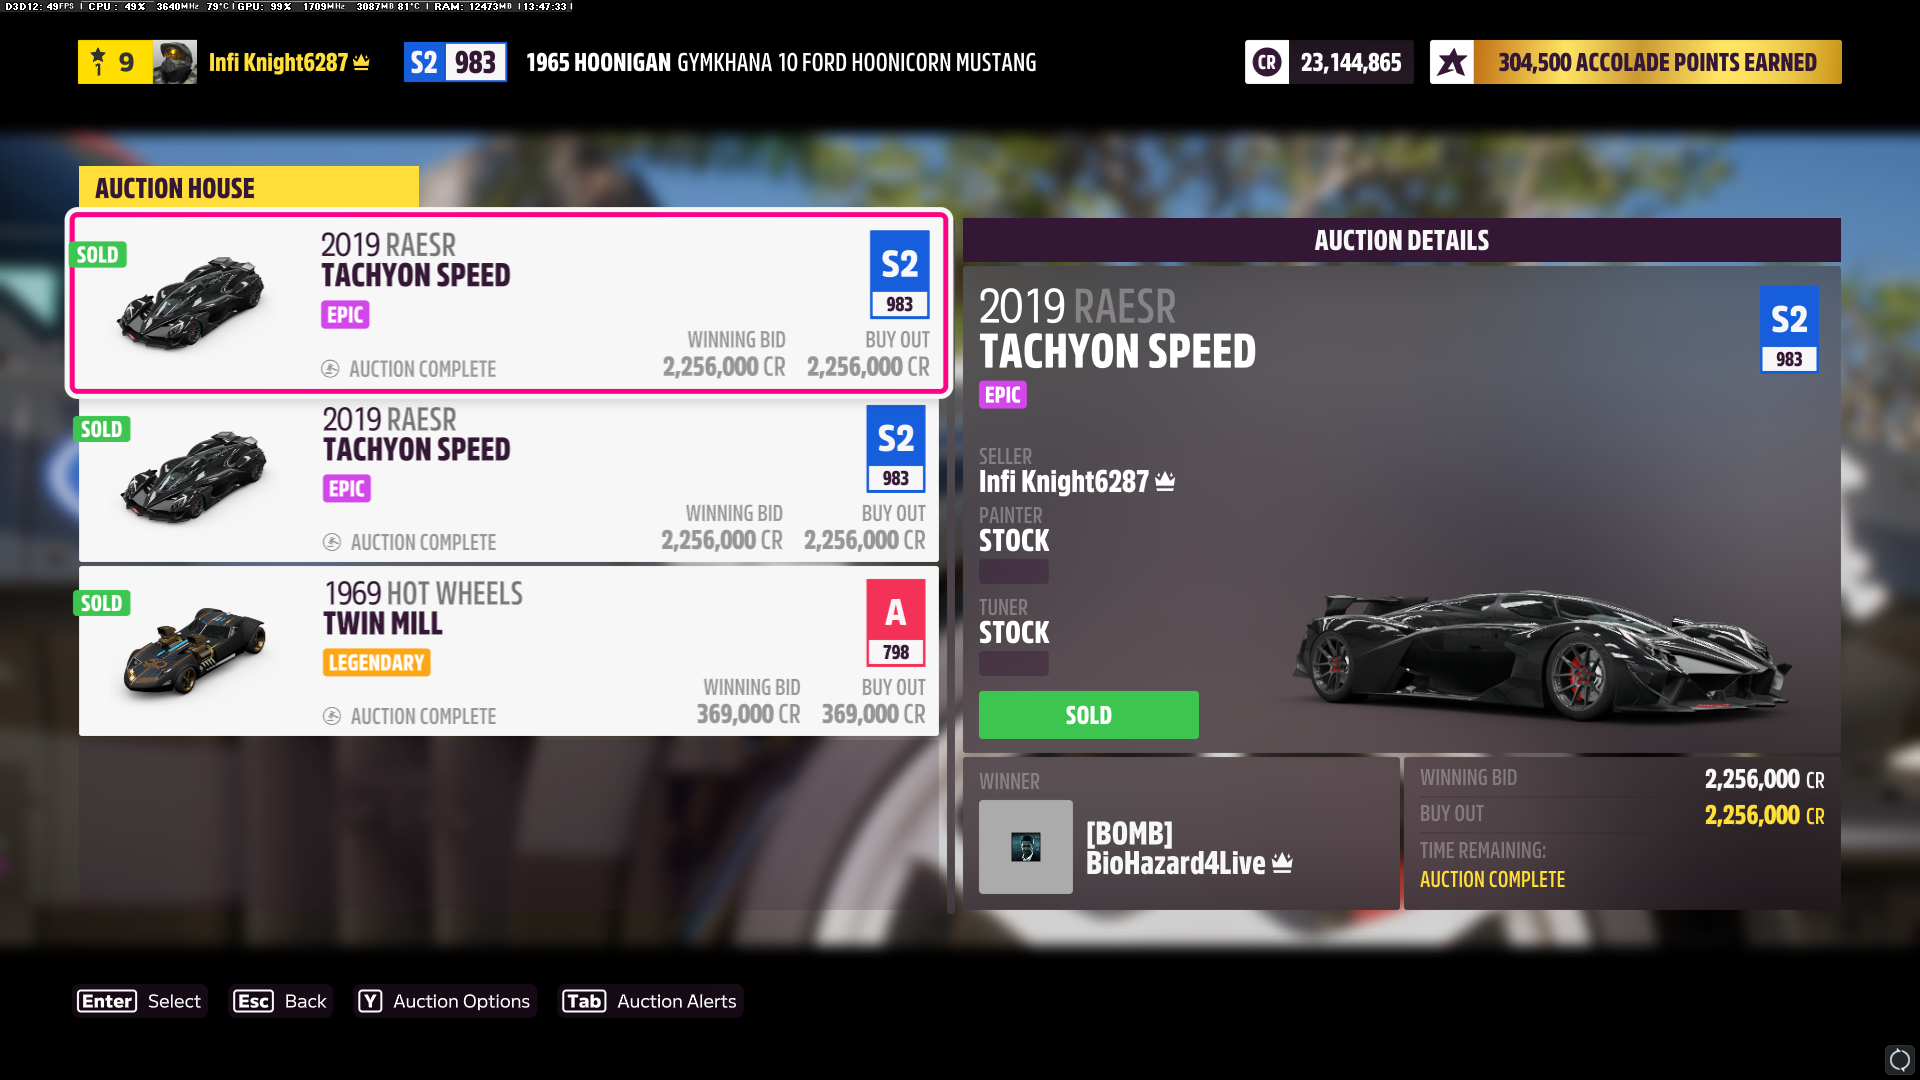 D3D12: 49FPS | CPU : 49% 3640MHz 79°C|GPU: 99% 1709MHz 3087MB 81°C | RAM: 12473MB |13:47:33|
1 9 Infi Knight6287 S2 983 1965 HOONIGAN GYMKHANA 10 FORD HOONICORN MUSTANG CR 23,144,865 304,500 ACCOLADE POINTS EARNED
AUCTION HOUSE
SOLD
2019 RAESR
TACHYON SPEED
EPIC
S2
983
WINNING BID BUY OUT
AUCTION COMPLETE 2,256,000 CR 2,256,000 CR
SOLD
2019 RAESR
TACHYON SPEED
EPIC
S2
983
WINNING BID BUY OUT
AUCTION COMPLETE 2,256,000 CR 2,256,000 CR
SOLD
1969 HOT WHEELS
TWIN MILL
LEGENDARY
A
798
WINNING BID BUY OUT
AUCTION COMPLETE 369,000 CR 369,000 CR
AUCTION DETAILS
2019 RAESR
TACHYON SPEED
EPIC
S2
983
SELLER
Infi Knight6287
PAINTER
STOCK
TUNER
STOCK
SOLD
WINNER
[BOMB]
BioHazard4Live
WINNING BID 2,256,000 CR
BUY OUT 2,256,000 CR
TIME REMAINING:
AUCTION COMPLETE
Enter Select Esc Back Y Auction Options Tab Auction Alerts